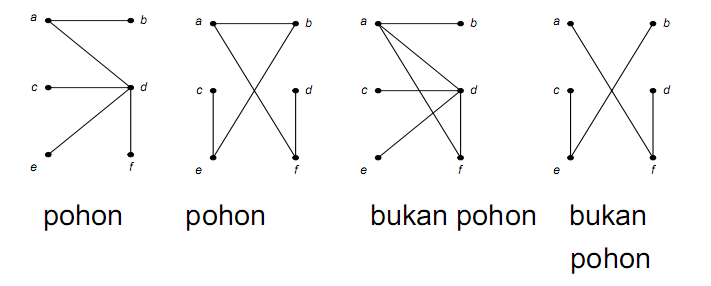 a b a b a b a b
c d c d c d c d
e f e f e f e f
pohon pohon bukan pohon bukan
pohon